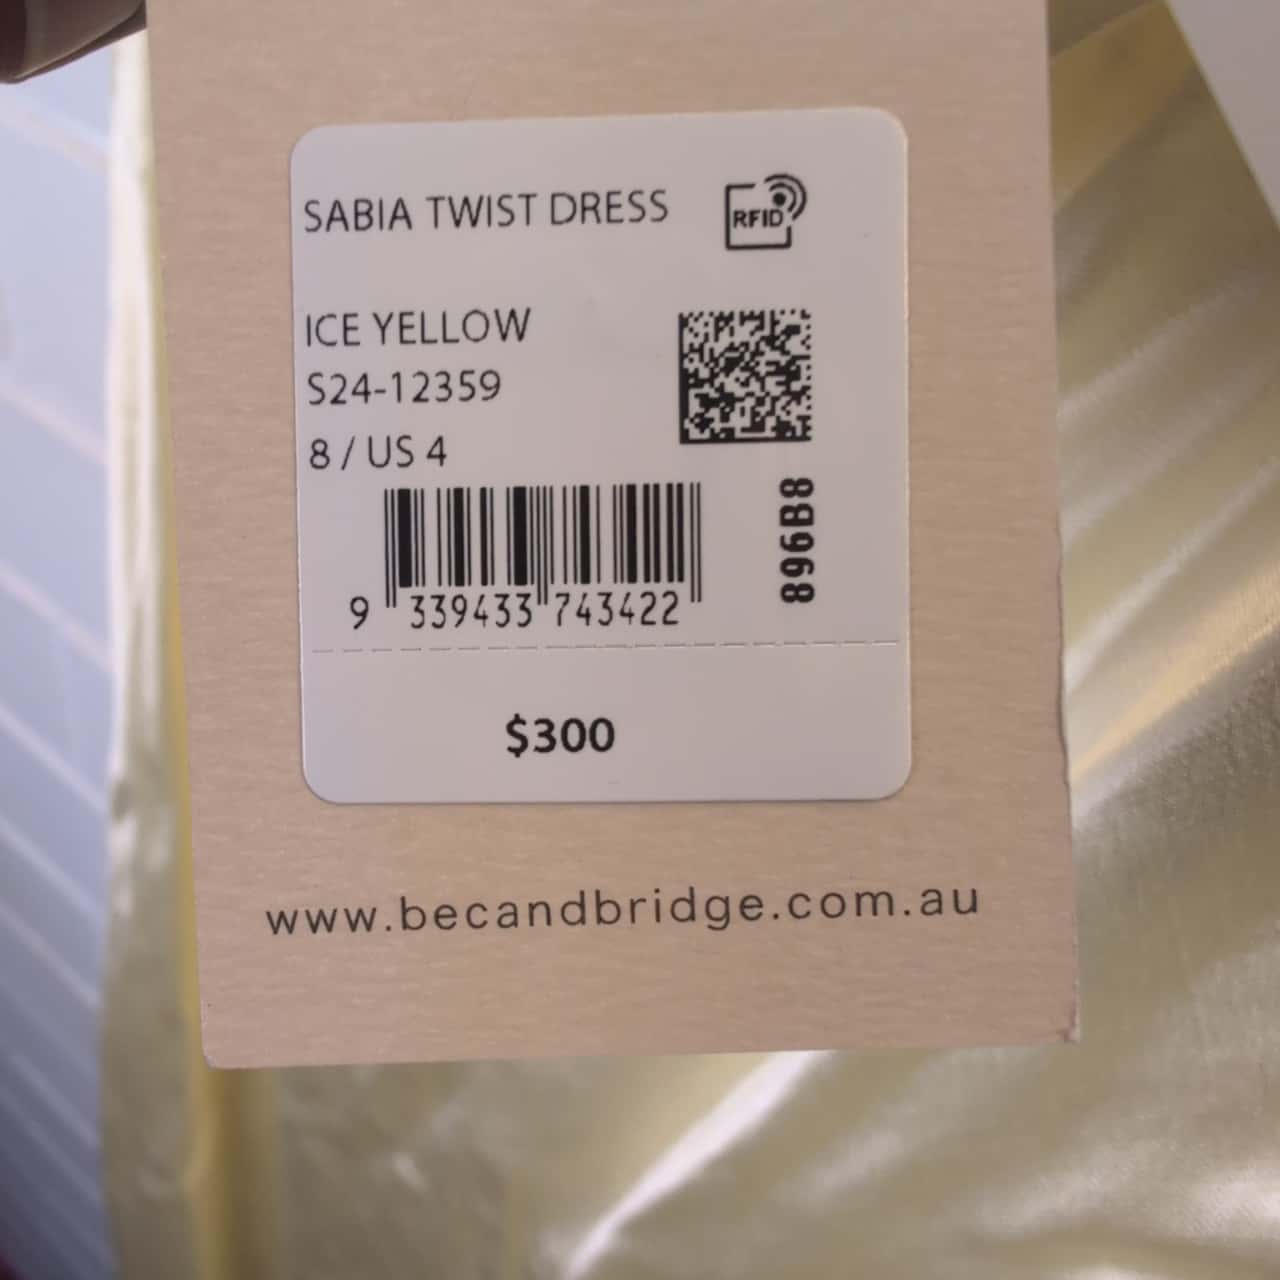 SABIA TWIST DRESS
RFID
ICE YELLOW
S24-12359
8 / US 4
896B8
9 339433 743422
$300
www.becandbridge.com.au